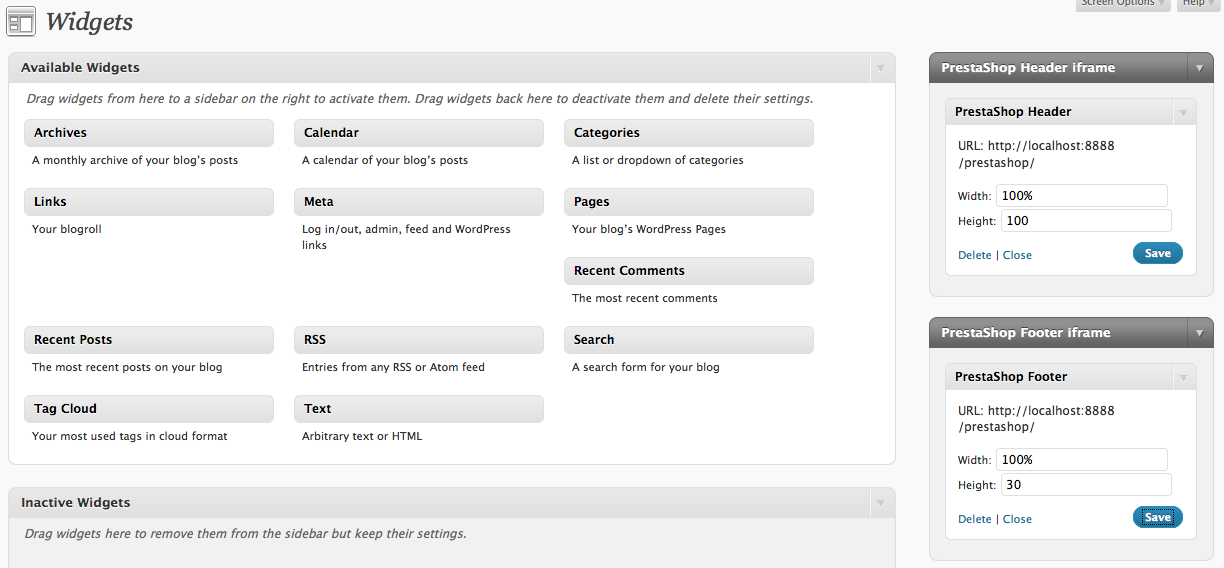 Screen Options
Help
Widgets
Available Widgets
Drag widgets from here to a sidebar on the right to activate them. Drag widgets back here to deactivate them and delete their settings.
Archives
A monthly archive of your blog's posts
Calendar
A calendar of your blog's posts
Categories
A list or dropdown of categories
Links
Your blogroll
Meta
Log in/out, admin, feed and WordPress
links
Pages
Your blog's WordPress Pages
Recent Comments
The most recent comments
Recent Posts
The most recent posts on your blog
RSS
Entries from any RSS or Atom feed
Search
A search form for your blog
Tag Cloud
Your most used tags in cloud format
Text
Arbitrary text or HTML
Inactive Widgets
Drag widgets here to remove them from the sidebar but keep their settings.
PrestaShop Header iframe
PrestaShop Header
URL: http://localhost:8888
/prestashop/
Width: 100%
Height: 100
Delete | Close
Save
PrestaShop Footer iframe
PrestaShop Footer
URL: http://localhost:8888
/prestashop/
Width: 100%
Height: 30
Delete | Close
Save